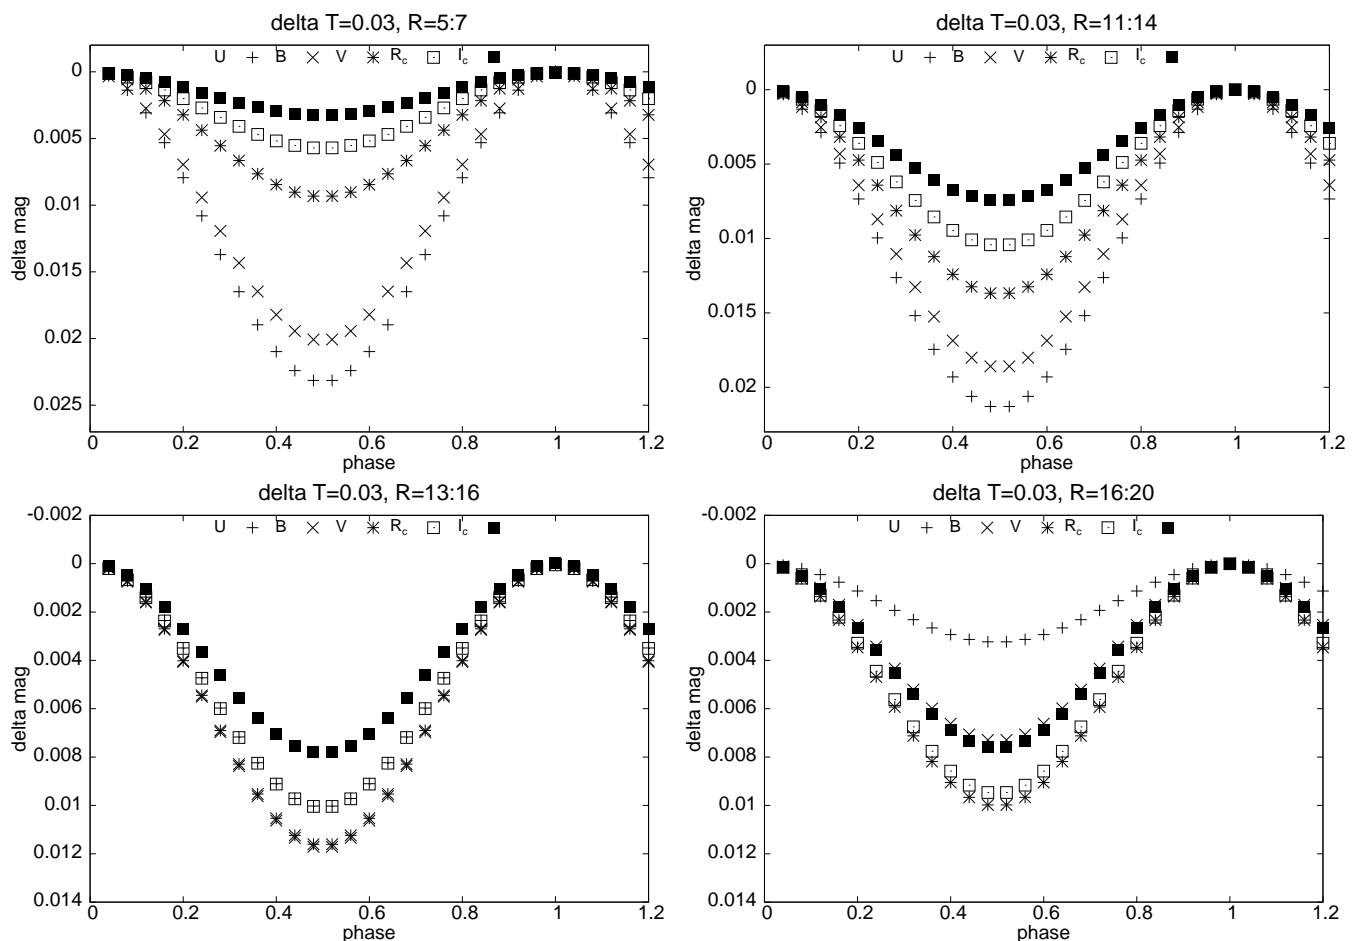 delta T=0.03, R=5:7
U B V Rc Ic
0
0.005
0.01
0.015
0.02
0.025
delta mag
0 0.2 0.4 0.6 0.8 1 1.2
phase
delta T=0.03, R=11:14
U B V Rc Ic
0
0.005
0.01
0.015
0.02
delta mag
0 0.2 0.4 0.6 0.8 1 1.2
phase
delta T=0.03, R=13:16
U B V Rc Ic
-0.002
0
0.002
0.004
0.006
0.008
0.01
0.012
0.014
delta mag
0 0.2 0.4 0.6 0.8 1 1.2
phase
delta T=0.03, R=16:20
U B V Rc Ic
-0.002
0
0.002
0.004
0.006
0.008
0.01
0.012
0.014
delta mag
0 0.2 0.4 0.6 0.8 1 1.2
phase